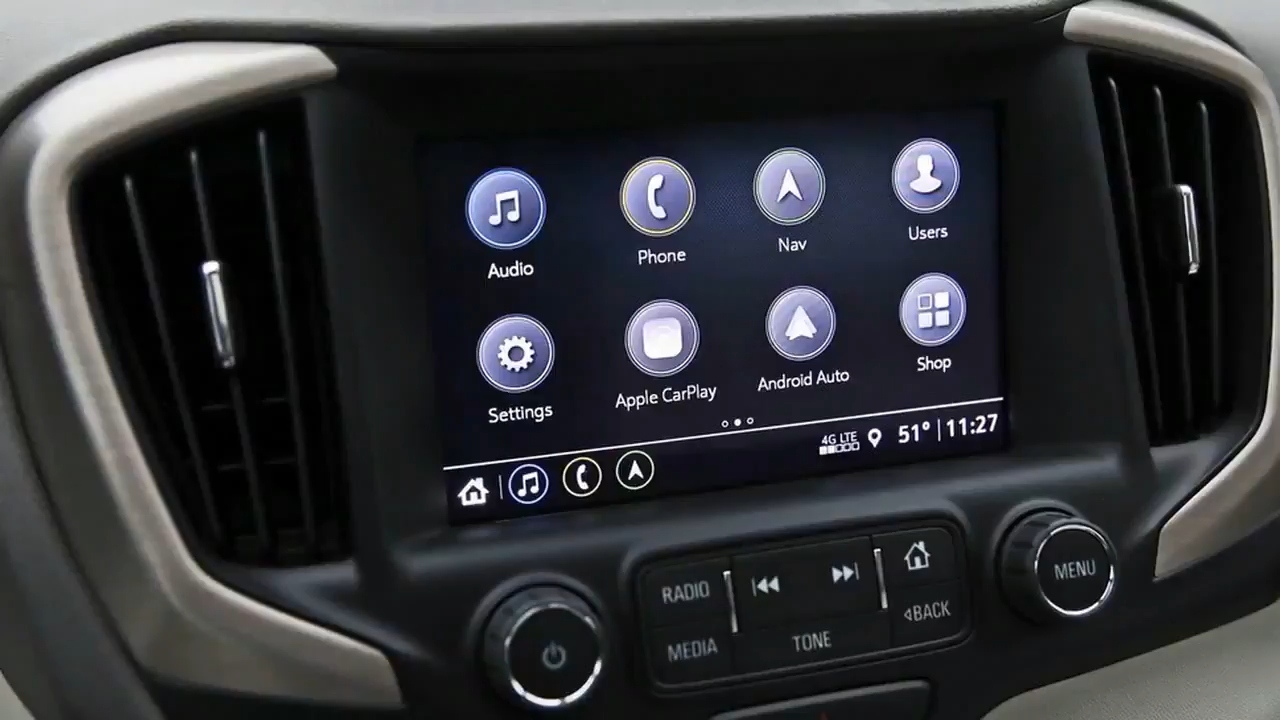 Audio
Phone
Nav
Users
Settings
Apple CarPlay
Android Auto
Shop
4G LTE
51° | 11:27
RADIO
MEDIA
TONE
BACK
MENU